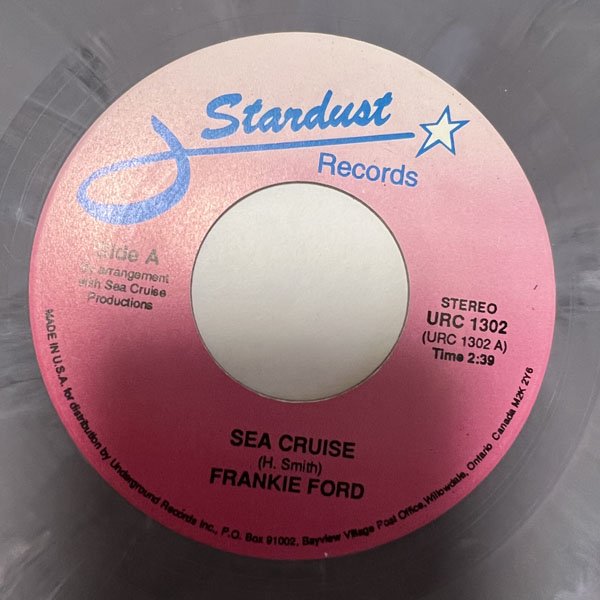 Stardust
Records
Side A
By arrangement
with Sea Cruise
Productions
STEREO
URC 1302
(URC 1302 A)
Time 2:39
SEA CRUISE
(H. Smith)
FRANKIE FORD
MADE IN U.S.A. for distribution by Underground Records Inc., P.O. Box 91002, Bayview Village Post Office, Willowdale, Ontario Canada M2K 2Y6